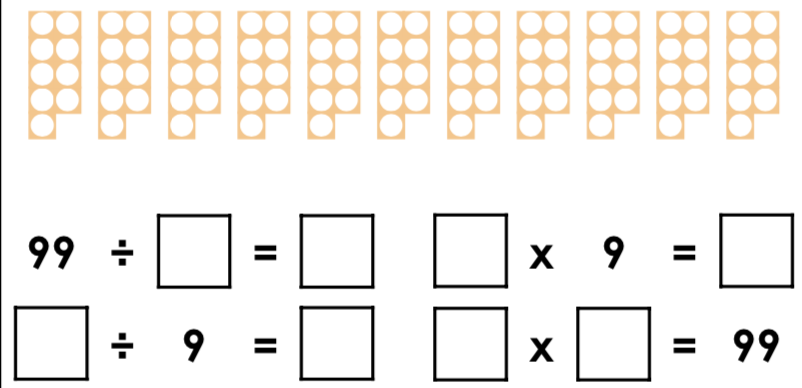 99 ÷ = x 9 =
÷ 9 = x = 99